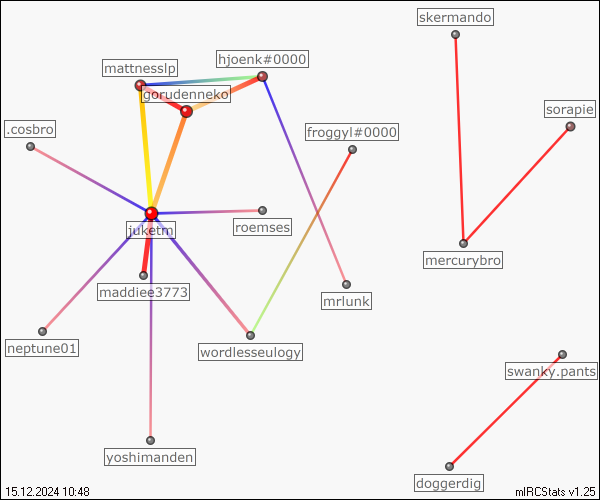 skermando
hjoenk#0000
mattnesslp
gorudenneko
sorapie
.cosbro
froggyl#0000
roemses
juketm
mercurybro
maddiee3773
mrlunk
neptune01
wordlesseulogy
swanky.pants
yoshimanden
doggerdig
15.12.2024 10:48
mIRCStats v1.25